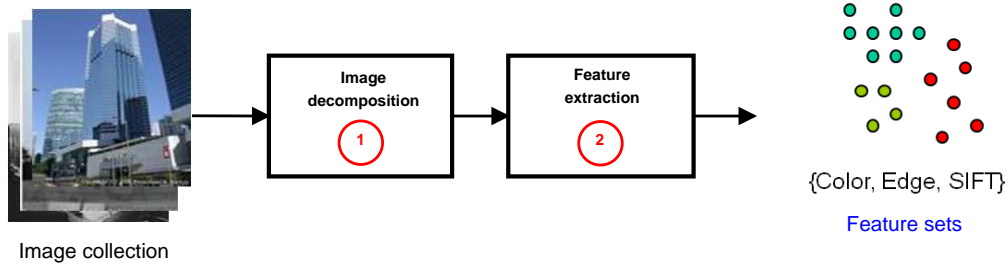 Image
decomposition
1
Feature
extraction
2
{Color, Edge, SIFT}
Feature sets
Image collection